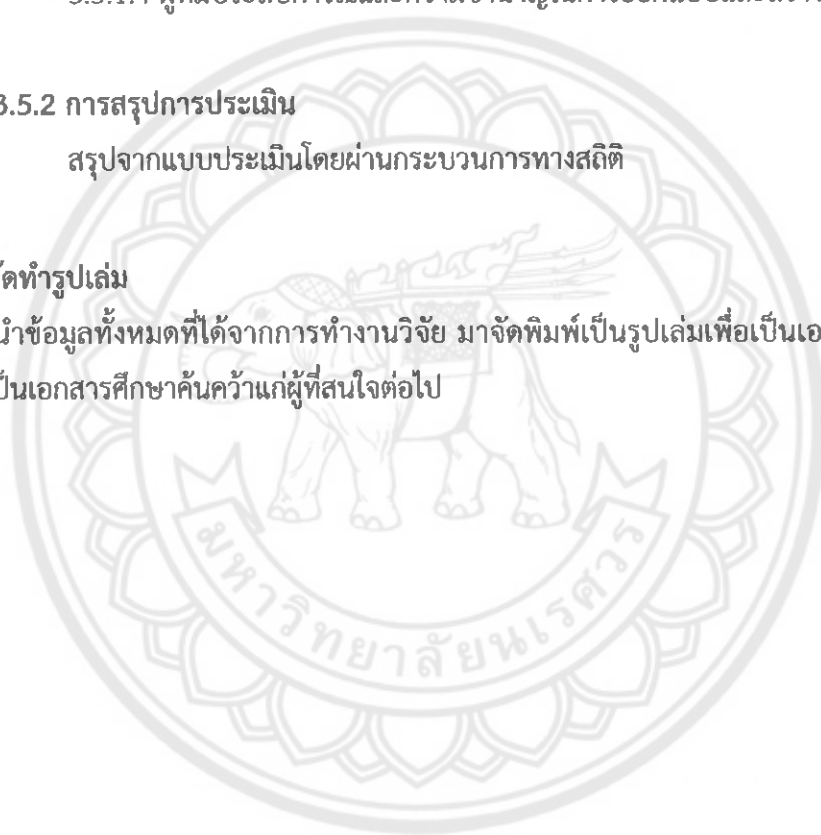 3.5.2 การสรุปการประเมิน
สรุปจากแบบประเมินโดยผ่านกระบวนการทางสถิติ
จัดทำรูปเล่ม
นำข้อมูลทั้งหมดที่ได้จากการทำงานวิจัย มาจัดพิมพ์เป็นรูปเล่มเพื่อเป็นเอ
ป็นเอกสารศึกษาค้นคว้าแก่ผู้ที่สนใจต่อไป
มหาวิทยาลัยนเรศวร